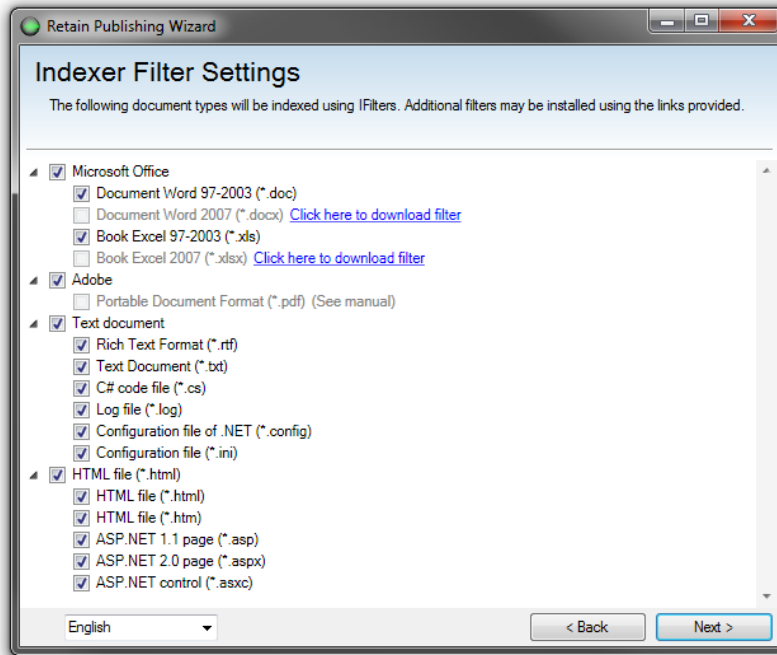 Retain Publishing Wizard
Indexer Filter Settings
The following document types will be indexed using IFilters. Additional filters may be installed using the links provided.
Microsoft Office
Document Word 97-2003 (*.doc)
Document Word 2007 (*.docx) Click here to download filter
Book Excel 97-2003 (*.xls)
Book Excel 2007 (*.xlsx) Click here to download filter
Adobe
Portable Document Format (*.pdf) (See manual)
Text document
Rich Text Format (*.rtf)
Text Document (*.txt)
C# code file (*.cs)
Log file (*.log)
Configuration file of .NET (*.config)
Configuration file (*.ini)
HTML file (*.html)
HTML file (*.html)
HTML file (*.htm)
ASP.NET 1.1 page (*.asp)
ASP.NET 2.0 page (*.aspx)
ASP.NET control (*.asxc)
English < Back Next >